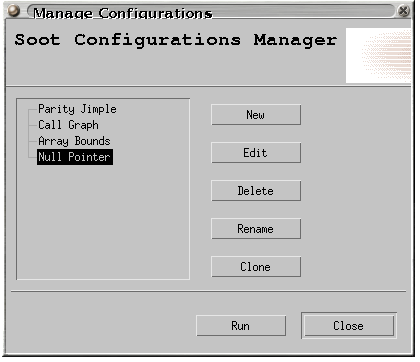 Manage Configurations
Soot Configurations Manager
Parity Jimple
Call Graph
Array Bounds
Null Pointer
New
Edit
Delete
Rename
Clone
Run
Close